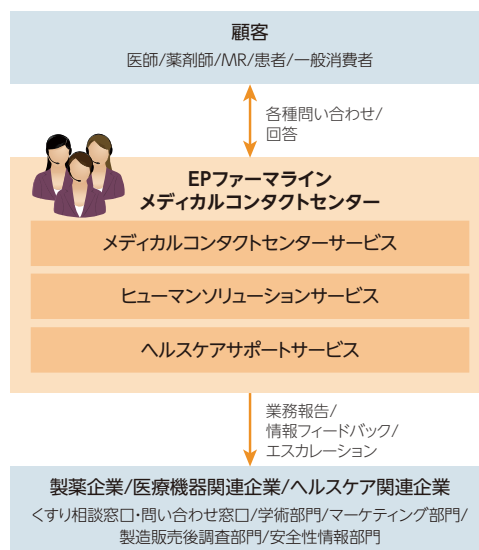 顧客
医師/薬剤師/MR/患者/一般消費者
各種問い合わせ/
回答
EPファーマライン
メディカルコンタクトセンター
メディカルコンタクトセンターサービス
ヒューマンソリューションサービス
ヘルスケアサポートサービス
業務報告/
情報フィードバック/
エスカレーション
製薬企業/医療機器関連企業/ヘルスケア関連企業
くすり相談窓口・問い合わせ窓口/学術部門/マーケティング部門/
製造販売後調査部門/安全性情報部門